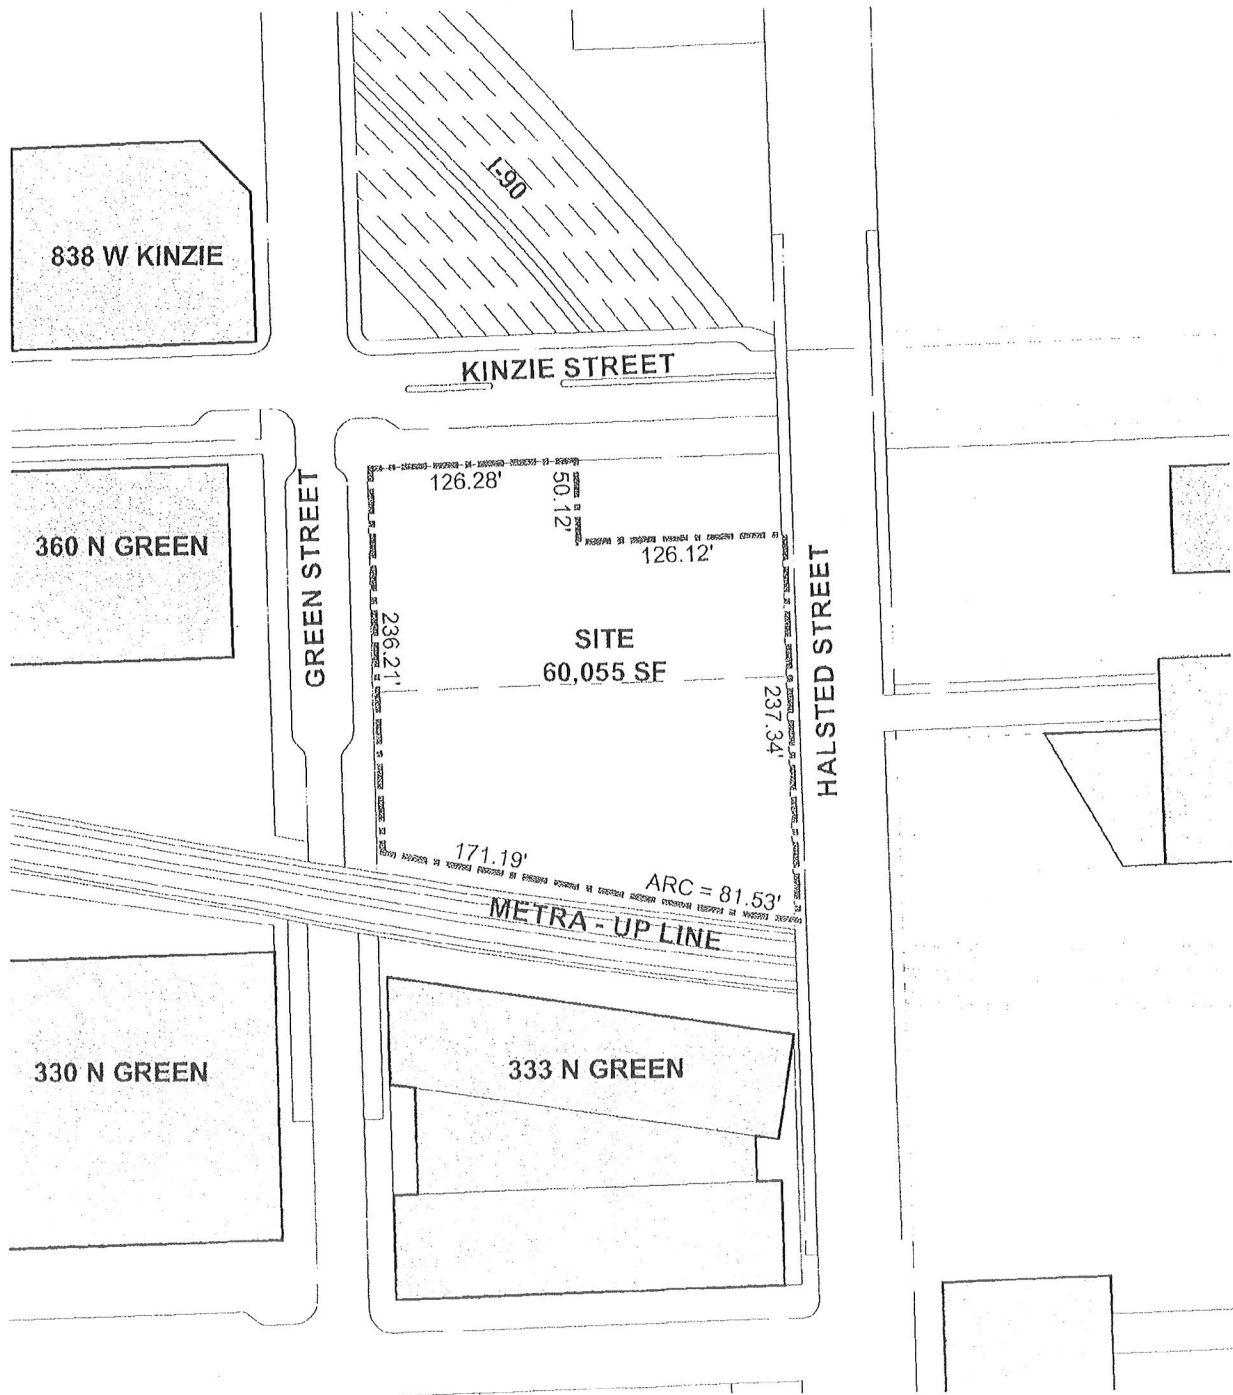 I-90
838 W KINZIE
KINZIE STREET
126.28'
50.12'
126.12'
360 N GREEN
GREEN STREET
236.21'
SITE
60,055 SF
237.34'
HALSTED STREET
171.19'
ARC = 81.53'
METRA - UP LINE
330 N GREEN
333 N GREEN